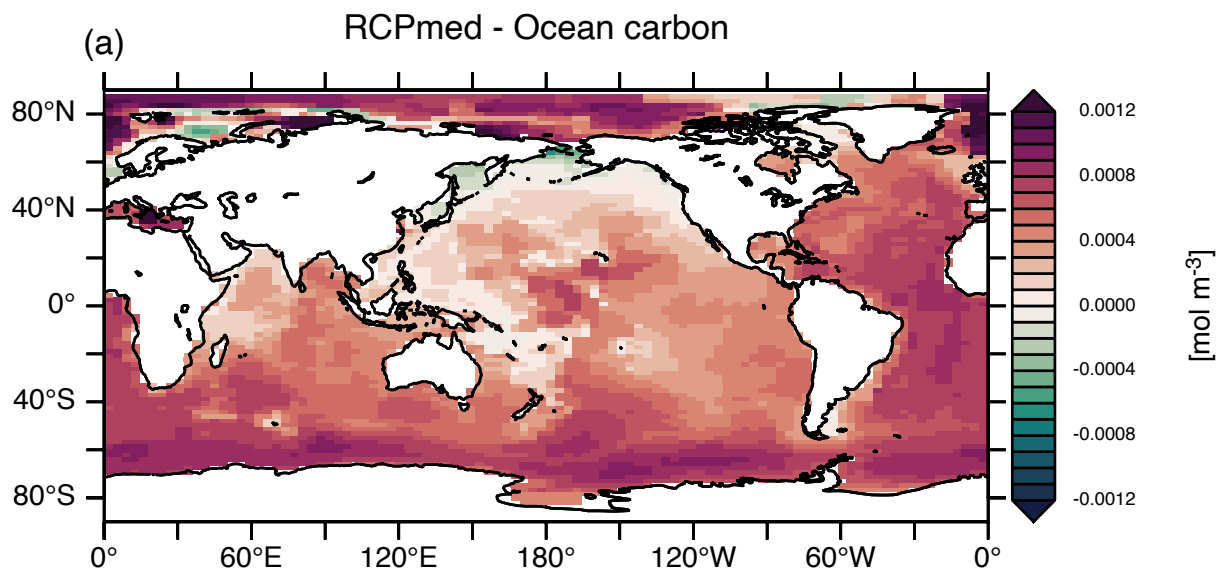 RCPmed - Ocean carbon
(a)
80°N
40°N
0°
40°S
80°S
0°
60°E
120°E
180°
120°W
60°W
0°
0.0012
0.0008
0.0004
0.0000
-0.0004
-0.0008
-0.0012
[mol m-3]